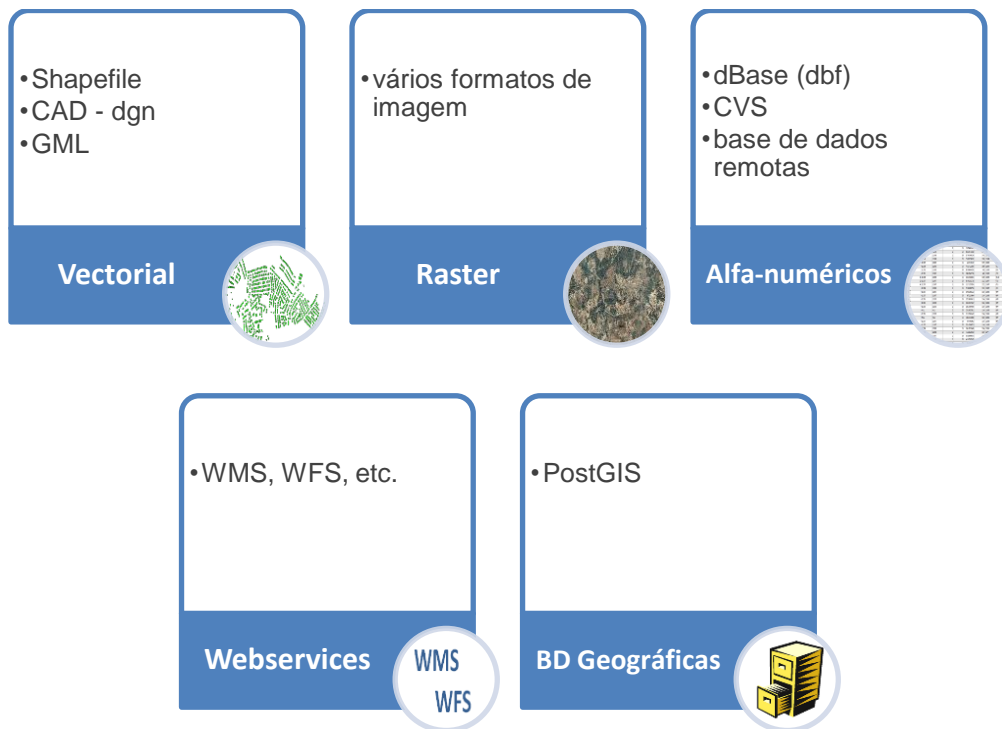 •Shapefile
•CAD - dgn
•GML
Vectorial
•vários formatos de
imagem
Raster
•dBase (dbf)
•CVS
•base de dados
remotas
Alfa-numéricos
•WMS, WFS, etc.
Webservices
WMS
WFS
•PostGIS
BD Geográficas